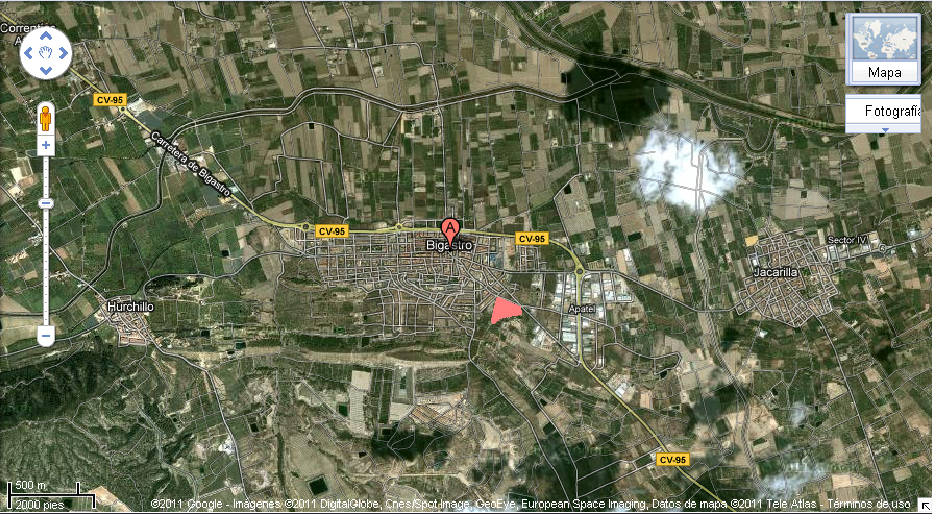 Correntías
Mapa
Fotografía
CV-95
Carretera de Bigastro
CV-95
A
Bigastro
CV-95
Sector IV
Jacarilla
Hurchillo
Apatel
CV-95
500 m
2000 pies
©2011 Google - Imágenes ©2011 DigitalGlobe, Cnes/Spot Image, GeoEye, European Space Imaging, Datos de mapa ©2011 Tele Atlas - Términos de uso